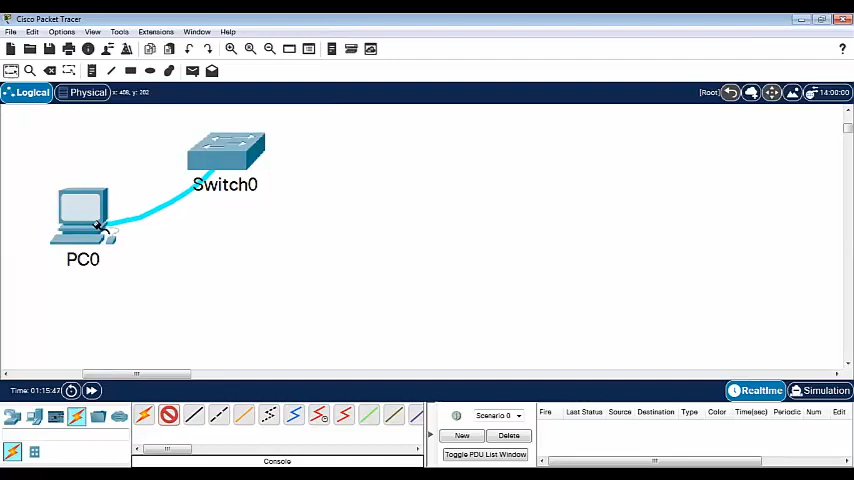 Cisco Packet Tracer
File Edit Options View Tools Extensions Window Help
?
Logical Physical x: 458, y: 262 [Root] 14:00:00
Switch0
PC0
Time: 01:15:47 Realtime Simulation
Scenario 0 Fire Last Status Source Destination Type Color Time(sec) Periodic Num Edit
New Delete
Toggle PDU List Window
Console